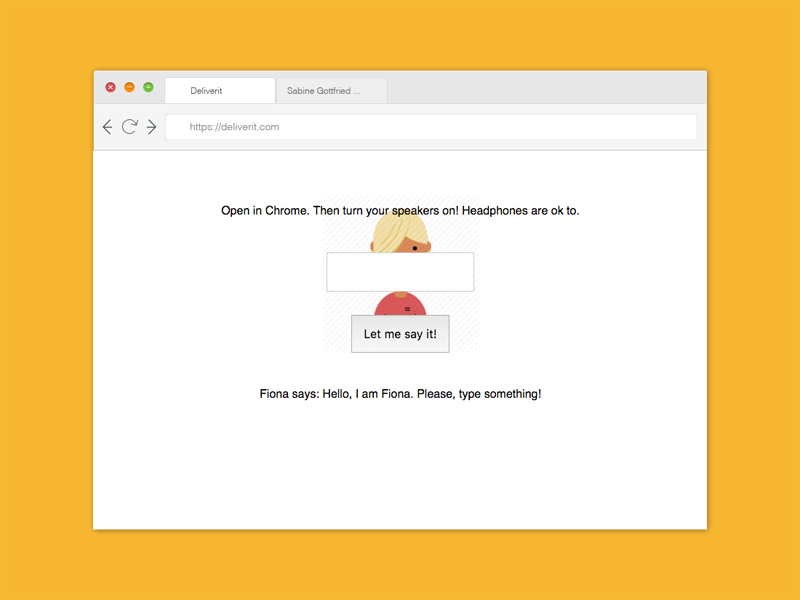 Deliverit
Sabine Gottfried ...
https://deliverit.com
Open in Chrome. Then turn your speakers on! Headphones are ok to.
Let me say it!
Fiona says: Hello, I am Fiona. Please, type something!